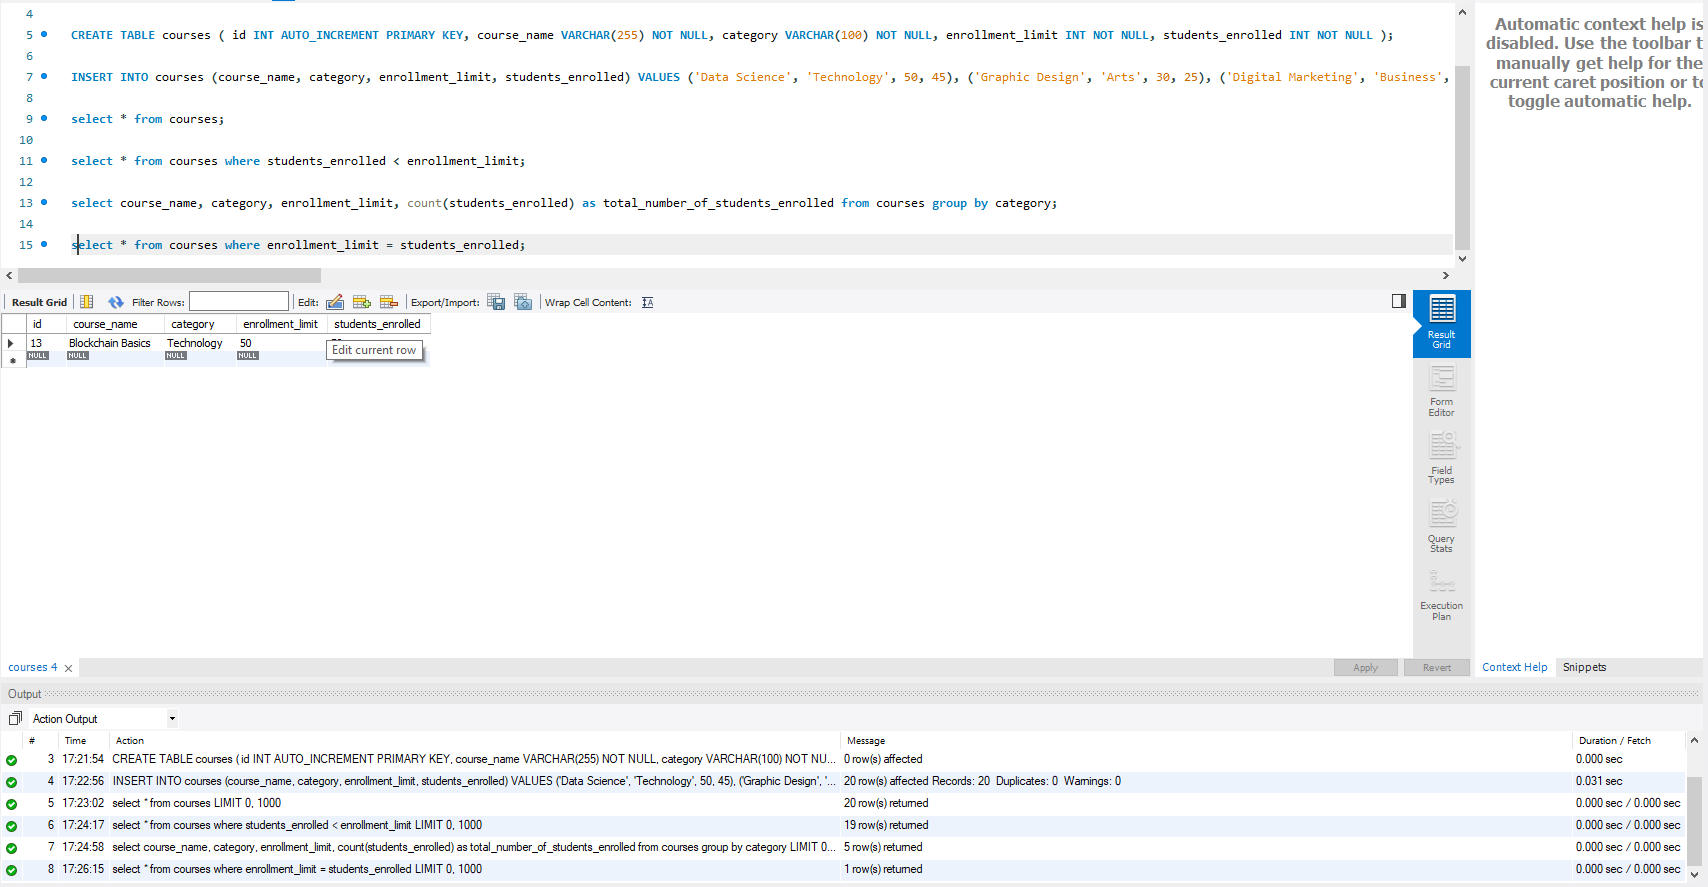 4
5 CREATE TABLE courses ( id INT AUTO_INCREMENT PRIMARY KEY, course_name VARCHAR(255) NOT NULL, category VARCHAR(100) NOT NULL, enrollment_limit INT NOT NULL, students_enrolled INT NOT NULL );
6
7 INSERT INTO courses (course_name, category, enrollment_limit, students_enrolled) VALUES ('Data Science', 'Technology', 50, 45), ('Graphic Design', 'Arts', 30, 25), ('Digital Marketing', 'Business',
8
9 select * from courses;
10
11 select * from courses where students_enrolled < enrollment_limit;
12
13 select course_name, category, enrollment_limit, count(students_enrolled) as total_number_of_students_enrolled from courses group by category;
14
15 select * from courses where enrollment_limit = students_enrolled;
Automatic context help is
disabled. Use the toolbar t
manually get help for the
current caret position or to
toggle automatic help.
Result Grid Filter Rows: Edit: Export/Import: Wrap Cell Content:
id course_name category enrollment_limit students_enrolled
13 Blockchain Basics Technology 50
NULL NULL NULL NULL
Edit current row
Result
Grid
Form
Editor
Field
Types
Query
Stats
Execution
Plan
courses 4
Apply Revert
Context Help Snippets
Output
Action Output
# Time Action Message Duration / Fetch
3 17:21:54 CREATE TABLE courses ( id INT AUTO_INCREMENT PRIMARY KEY, course_name VARCHAR(255) NOT NULL, category VARCHAR(100) NOT NU... 0 row(s) affected 0.000 sec
4 17:22:56 INSERT INTO courses (course_name, category, enrollment_limit, students_enrolled) VALUES ('Data Science', 'Technology', 50, 45), ('Graphic Design', '... 20 row(s) affected Records: 20 Duplicates: 0 Warnings: 0 0.031 sec
5 17:23:02 select * from courses LIMIT 0, 1000 20 row(s) returned 0.000 sec / 0.000 sec
6 17:24:17 select * from courses where students_enrolled < enrollment_limit LIMIT 0, 1000 19 row(s) returned 0.000 sec / 0.000 sec
7 17:24:58 select course_name, category, enrollment_limit, count(students_enrolled) as total_number_of_students_enrolled from courses group by category LIMIT 0... 5 row(s) returned 0.000 sec / 0.000 sec
8 17:26:15 select * from courses where enrollment_limit = students_enrolled LIMIT 0, 1000 1 row(s) returned 0.000 sec / 0.000 sec